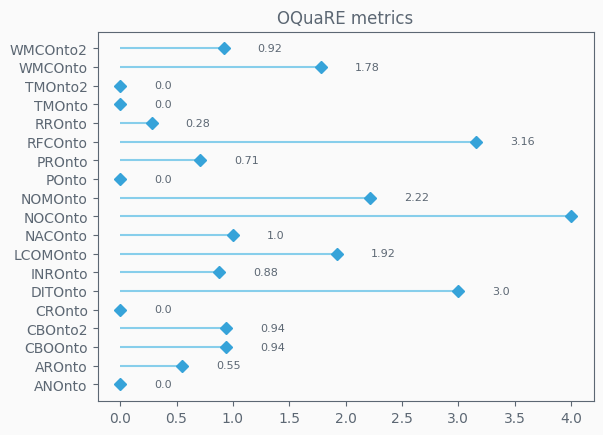 OQuaRE metrics
WMCOnto2 0.92
WMCOnto 1.78
TMOnto2 0.0
TMOnto 0.0
RROnto 0.28
RFCOnto 3.16
PROnto 0.71
POnto 0.0
NOMOnto 2.22
NOCOnto
NACOnto 1.0
LCOMOnto 1.92
INROnto 0.88
DITOnto 3.0
CROnto 0.0
CBOnto2 0.94
CBOOnto 0.94
AROnto 0.55
ANOnto 0.0
0.0 0.5 1.0 1.5 2.0 2.5 3.0 3.5 4.0